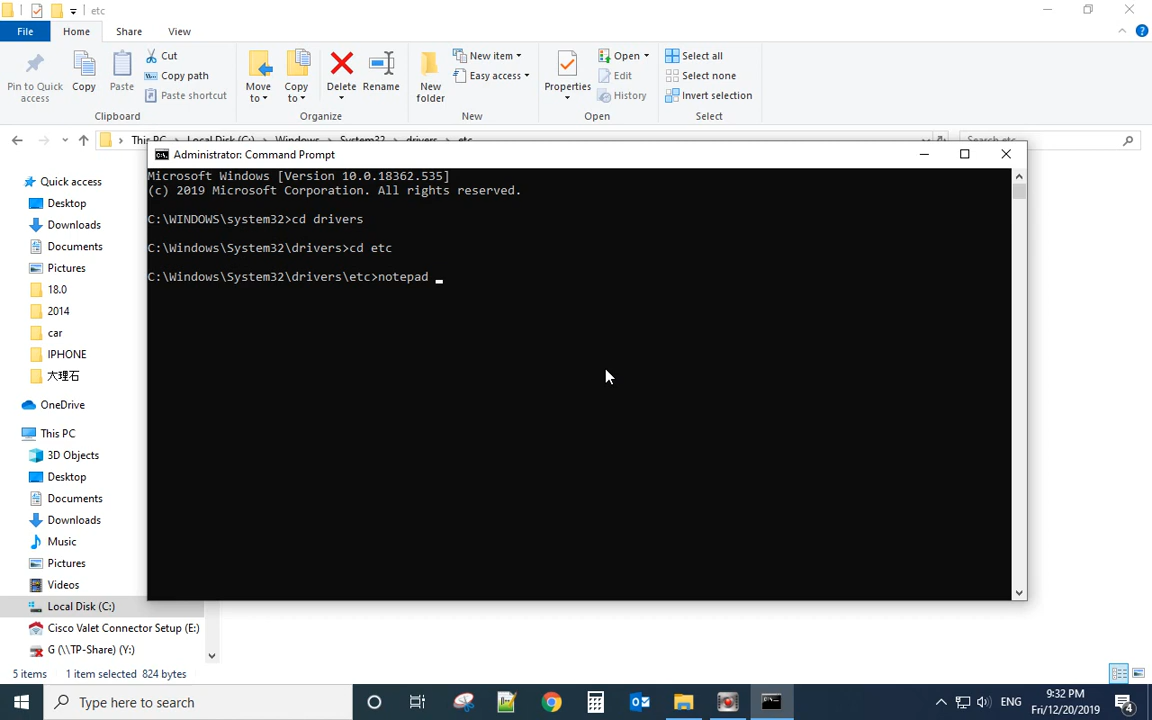 etc
File Home Share View
Pin to Quick access
Copy
Paste
Cut
Copy path
Paste shortcut
Clipboard
Move to
Copy to
Delete
Rename
Organize
New folder
New item
Easy access
New
Properties
Open
Edit
History
Open
Select all
Select none
Invert selection
Select
This PC Local Disk (C:) Windows System32 drivers etc
Search etc
Administrator: Command Prompt
Microsoft Windows [Version 10.0.18362.535]
(c) 2019 Microsoft Corporation. All rights reserved.
C:\WINDOWS\system32>cd drivers
C:\Windows\System32\drivers>cd etc
C:\Windows\System32\drivers\etc>notepad _
Quick access
Desktop
Downloads
Documents
Pictures
18.0
2014
car
IPHONE
大理石
OneDrive
This PC
3D Objects
Desktop
Documents
Downloads
Music
Pictures
Videos
Local Disk (C:)
Cisco Valet Connector Setup (E:)
G (\\TP-Share) (Y:)
5 items 1 item selected 824 bytes
Type here to search
ENG
9:32 PM
Fri/12/20/2019
4